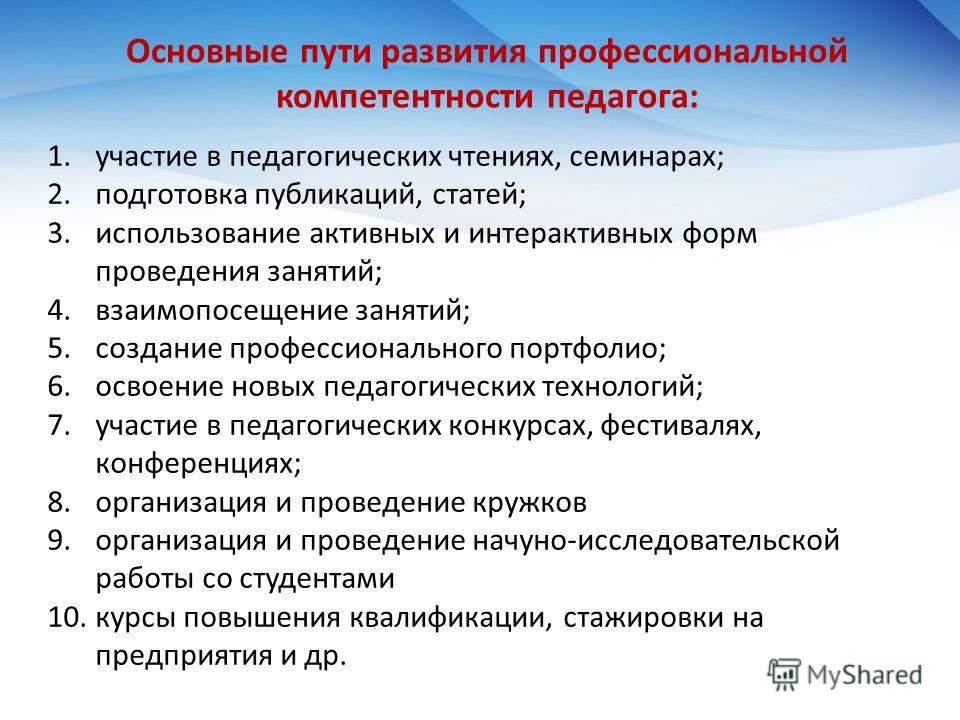 Основные пути развития профессиональной
компетентности педагога:
1. участие в педагогических чтениях, семинарах;
2. подготовка публикаций, статей;
3. использование активных и интерактивных форм
проведения занятий;
4. взаимопосещение занятий;
5. создание профессионального портфолио;
6. освоение новых педагогических технологий;
7. участие в педагогических конкурсах, фестивалях,
конференциях;
8. организация и проведение кружков
9. организация и проведение начуно-исследовательской
работы со студентами
10. курсы повышения квалификации, стажировки на
предприятия и др.
MyShared